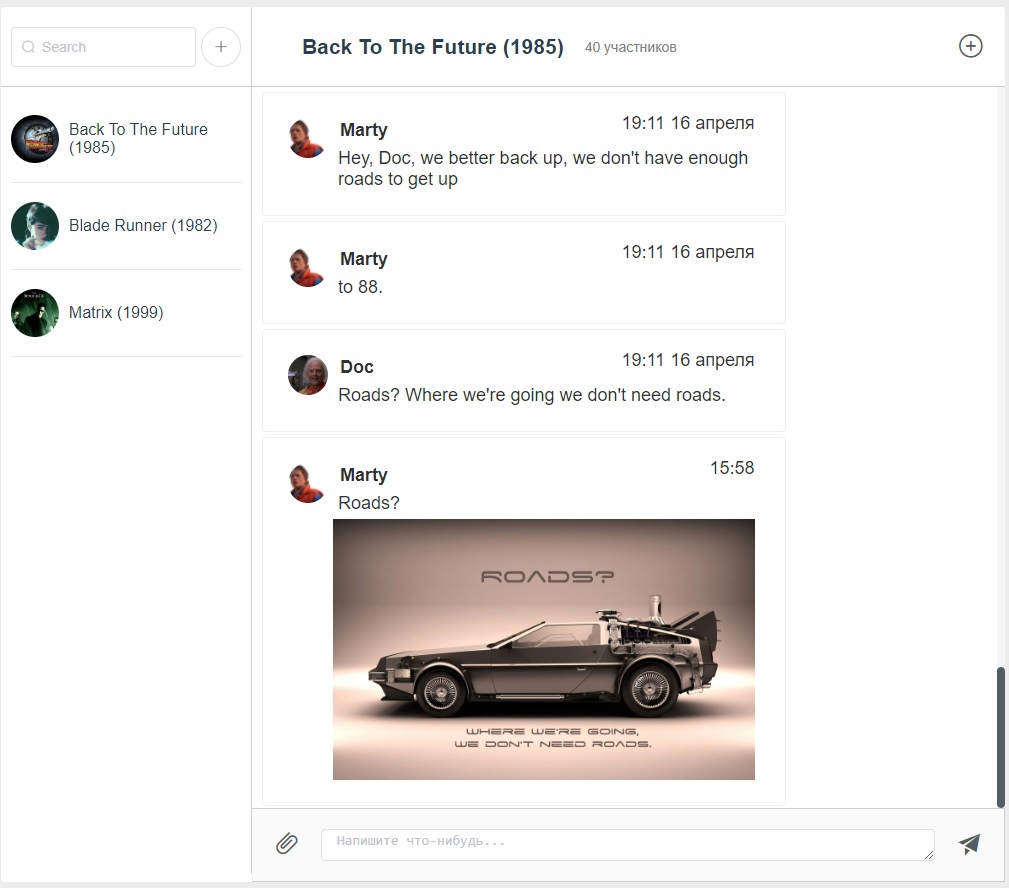 Search
Back To The Future (1985)
40 участников
Back To The Future
(1985)
Blade Runner (1982)
Matrix (1999)
Marty
19:11 16 апреля
Hey, Doc, we better back up, we don't have enough
roads to get up
Marty
19:11 16 апреля
to 88.
Doc
19:11 16 апреля
Roads? Where we're going we don't need roads.
Marty
15:58
Roads?
ROADS?
WHERE WE'RE GOING,
WE DON'T NEED ROADS.
Напишите что-нибудь...